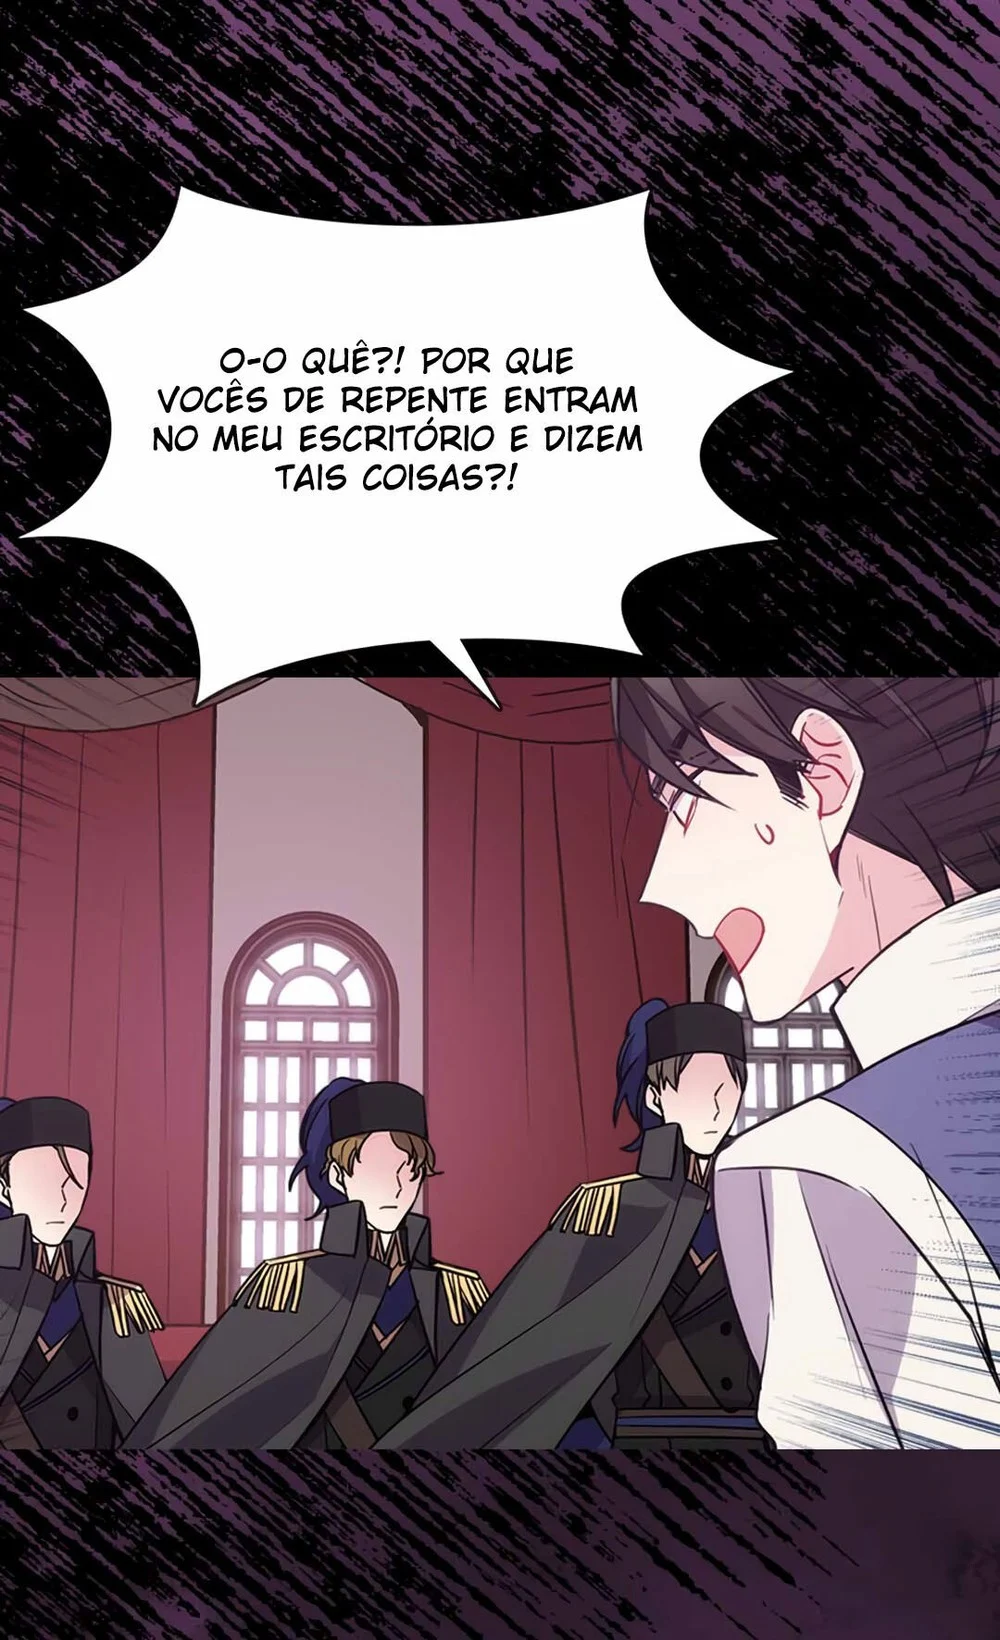 O-O QUÊ?! POR QUE
VOCÊS DE REPENTE ENTRAM
NO MEU ESCRITÓRIO E DIZEM
TAIS COISAS?!